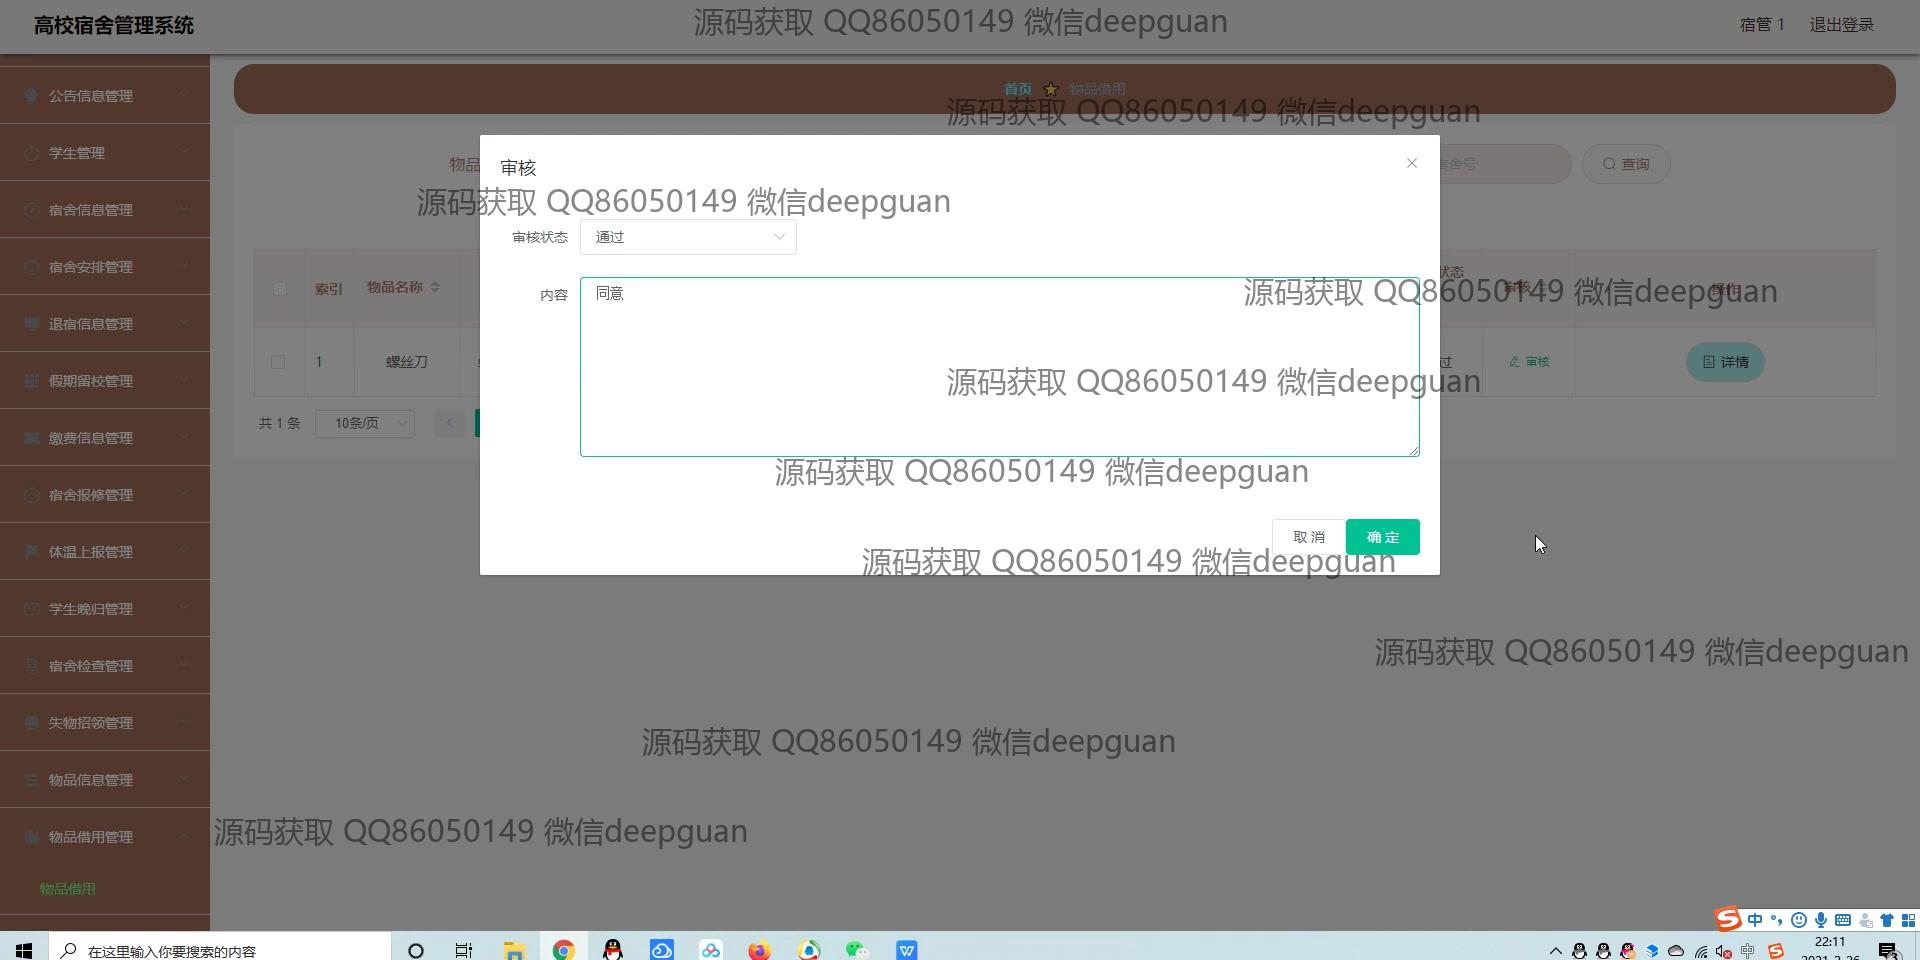 高校宿舍管理系统
源码获取 QQ86050149 微信deepguan
宿管 1
退出登录
公告信息管理
学生管理
宿舍信息管理
宿舍安排管理
退宿信息管理
假期留校管理
缴费信息管理
宿舍报修管理
体温上报管理
学生晚归管理
宿舍检查管理
失物招领管理
物品信息管理
物品借用管理
物品借用
首页
物品借用
源码获取 QQ86050149 微信deepguan
物品
宿舍号
查询
审核
源码获取 QQ86050149 微信deepguan
审核状态
通过
内容
同意
索引
物品名称
状态
审核
操作
源码获取 QQ86050149 微信deepguan
1
螺丝刀
过
审核
详情
源码获取 QQ86050149 微信deepguan
共 1 条
10条/页
源码获取 QQ86050149 微信deepguan
取 消
确 定
源码获取 QQ86050149 微信deepguan
源码获取 QQ86050149 微信deepguan
源码获取 QQ86050149 微信deepguan
源码获取 QQ86050149 微信deepguan
中
在这里输入你要搜索的内容
中
22:11